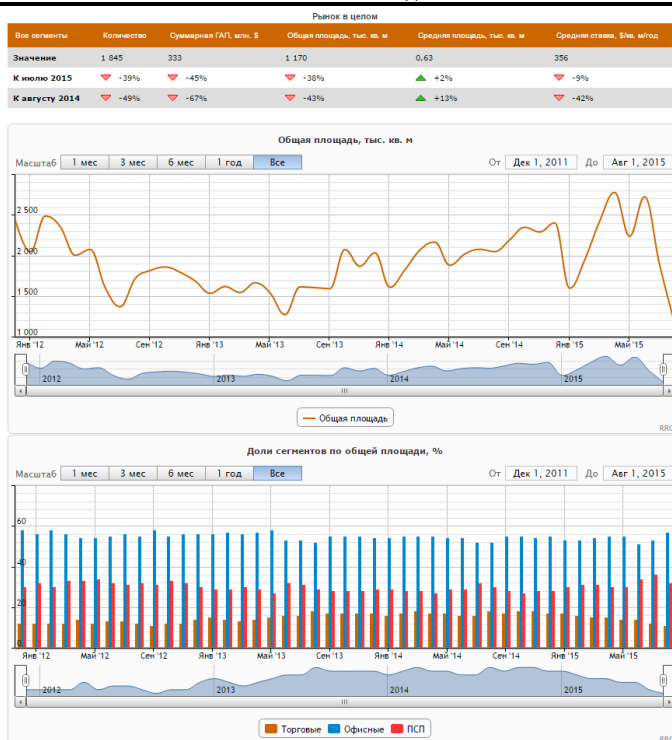 Рынок в целом
Все сегменты Количество Суммарная ГАП, млн. $ Общая площадь, тыс. кв. м Средняя площадь, тыс. кв. м Средняя ставка, $/кв. м/год
Значение 1 845 333 1 170 0,63 356
К июлю 2015 -39% -45% -38% +2% -9%
К августу 2014 -49% -67% -43% +13% -42%
Общая площадь, тыс. кв. м
Масштаб 1 мес 3 мес 6 мес 1 год Все От Дек 1, 2011 До Авг 1, 2015
2 500
2 000
1 500
1 000
Янв '12 Май '12 Сен '12 Янв '13 Май '13 Сен '13 Янв '14 Май '14 Сен '14 Янв '15 Май '15
2012 2013 2014 2015
Общая площадь
RRG
Доли сегментов по общей площади, %
Масштаб 1 мес 3 мес 6 мес 1 год Все От Дек 1, 2011 До Авг 1, 2015
60
40
20
0
Янв '12 Май '12 Сен '12 Янв '13 Май '13 Сен '13 Янв '14 Май '14 Сен '14 Янв '15 Май '15
2012 2013 2014 2015
Торговые Офисные ПСП